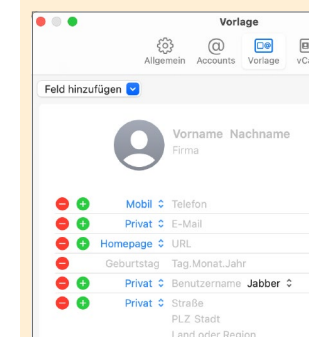 Vorlage
Allgemein Accounts Vorlage vCa
Feld hinzufügen
Vorname Nachname
Firma
Mobil Telefon
Privat E-Mail
Homepage URL
Geburtstag Tag.Monat.Jahr
Privat Benutzername Jabber
Privat Straße
PLZ Stadt
Land oder Region